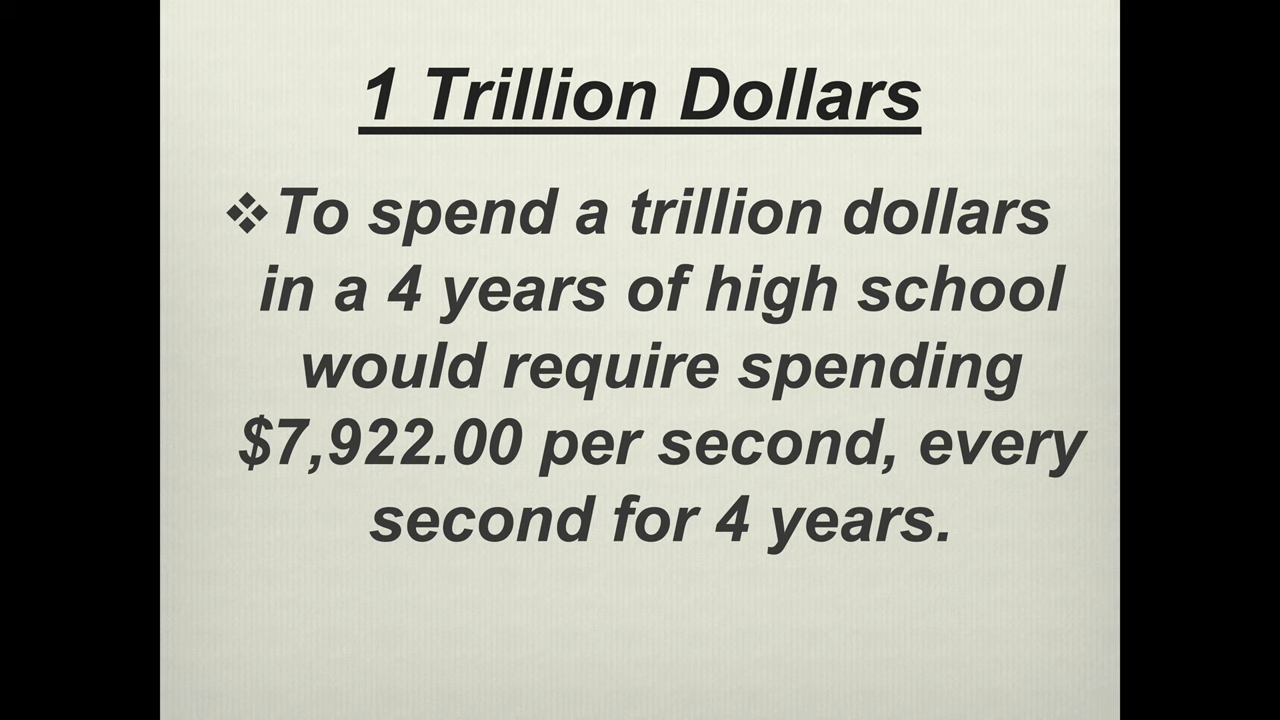 1 Trillion Dollars
❖To spend a trillion dollars
in a 4 years of high school
would require spending
$7,922.00 per second, every
second for 4 years.